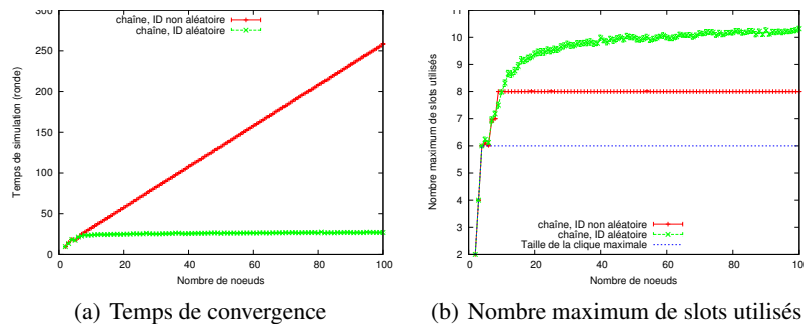 300
250
200
150
100
50
0
0 20 40 60 80 100
Temps de simulation (ronde)
Nombre de noeuds
chaîne, ID non aléatoire
chaîne, ID aléatoire
(a) Temps de convergence
11
10
9
8
7
6
5
4
3
2
0 20 40 60 80 100
Nombre maximum de slots utilisés
Nombre de noeuds
chaîne, ID non aléatoire
chaîne, ID aléatoire
Taille de la clique maximale
(b) Nombre maximum de slots utilisés